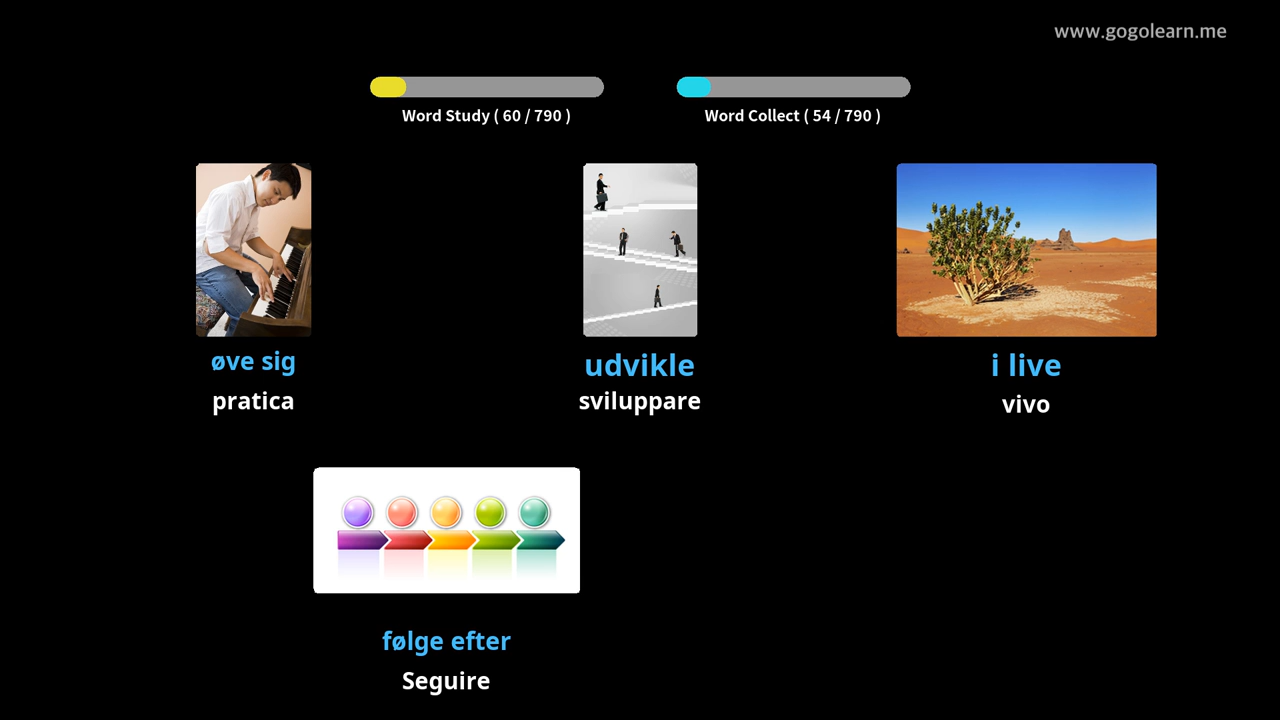 www.gogolearn.me
Word Study ( 60 / 790 )
Word Collect ( 54 / 790 )
øve sig
pratica
udvikle
sviluppare
i live
vivo
følge efter
Seguire